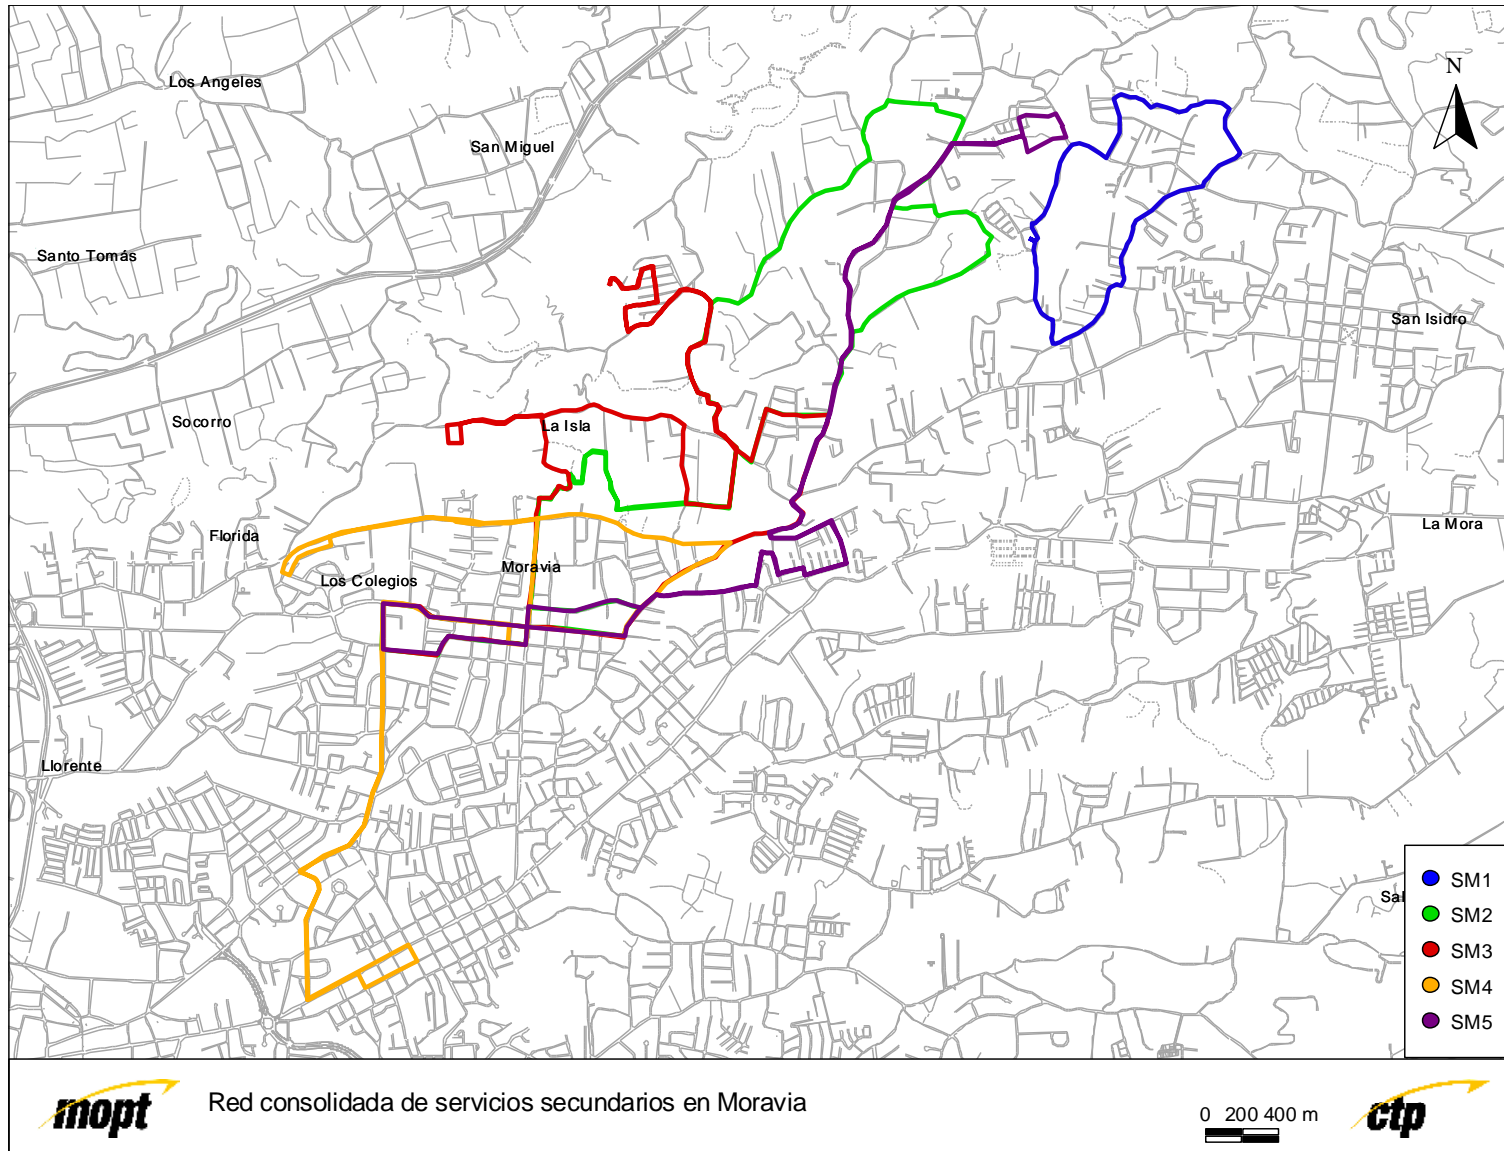 N
Los Angeles
San Miguel
Santo Tomás
San Isidro
Socorro
La Isla
La Mora
Florida
Moravia
Los Colegios
Llorente
Sal
SM1
SM2
SM3
SM4
SM5
mopt
Red consolidada de servicios secundarios en Moravia
0 200 400 m
ctp